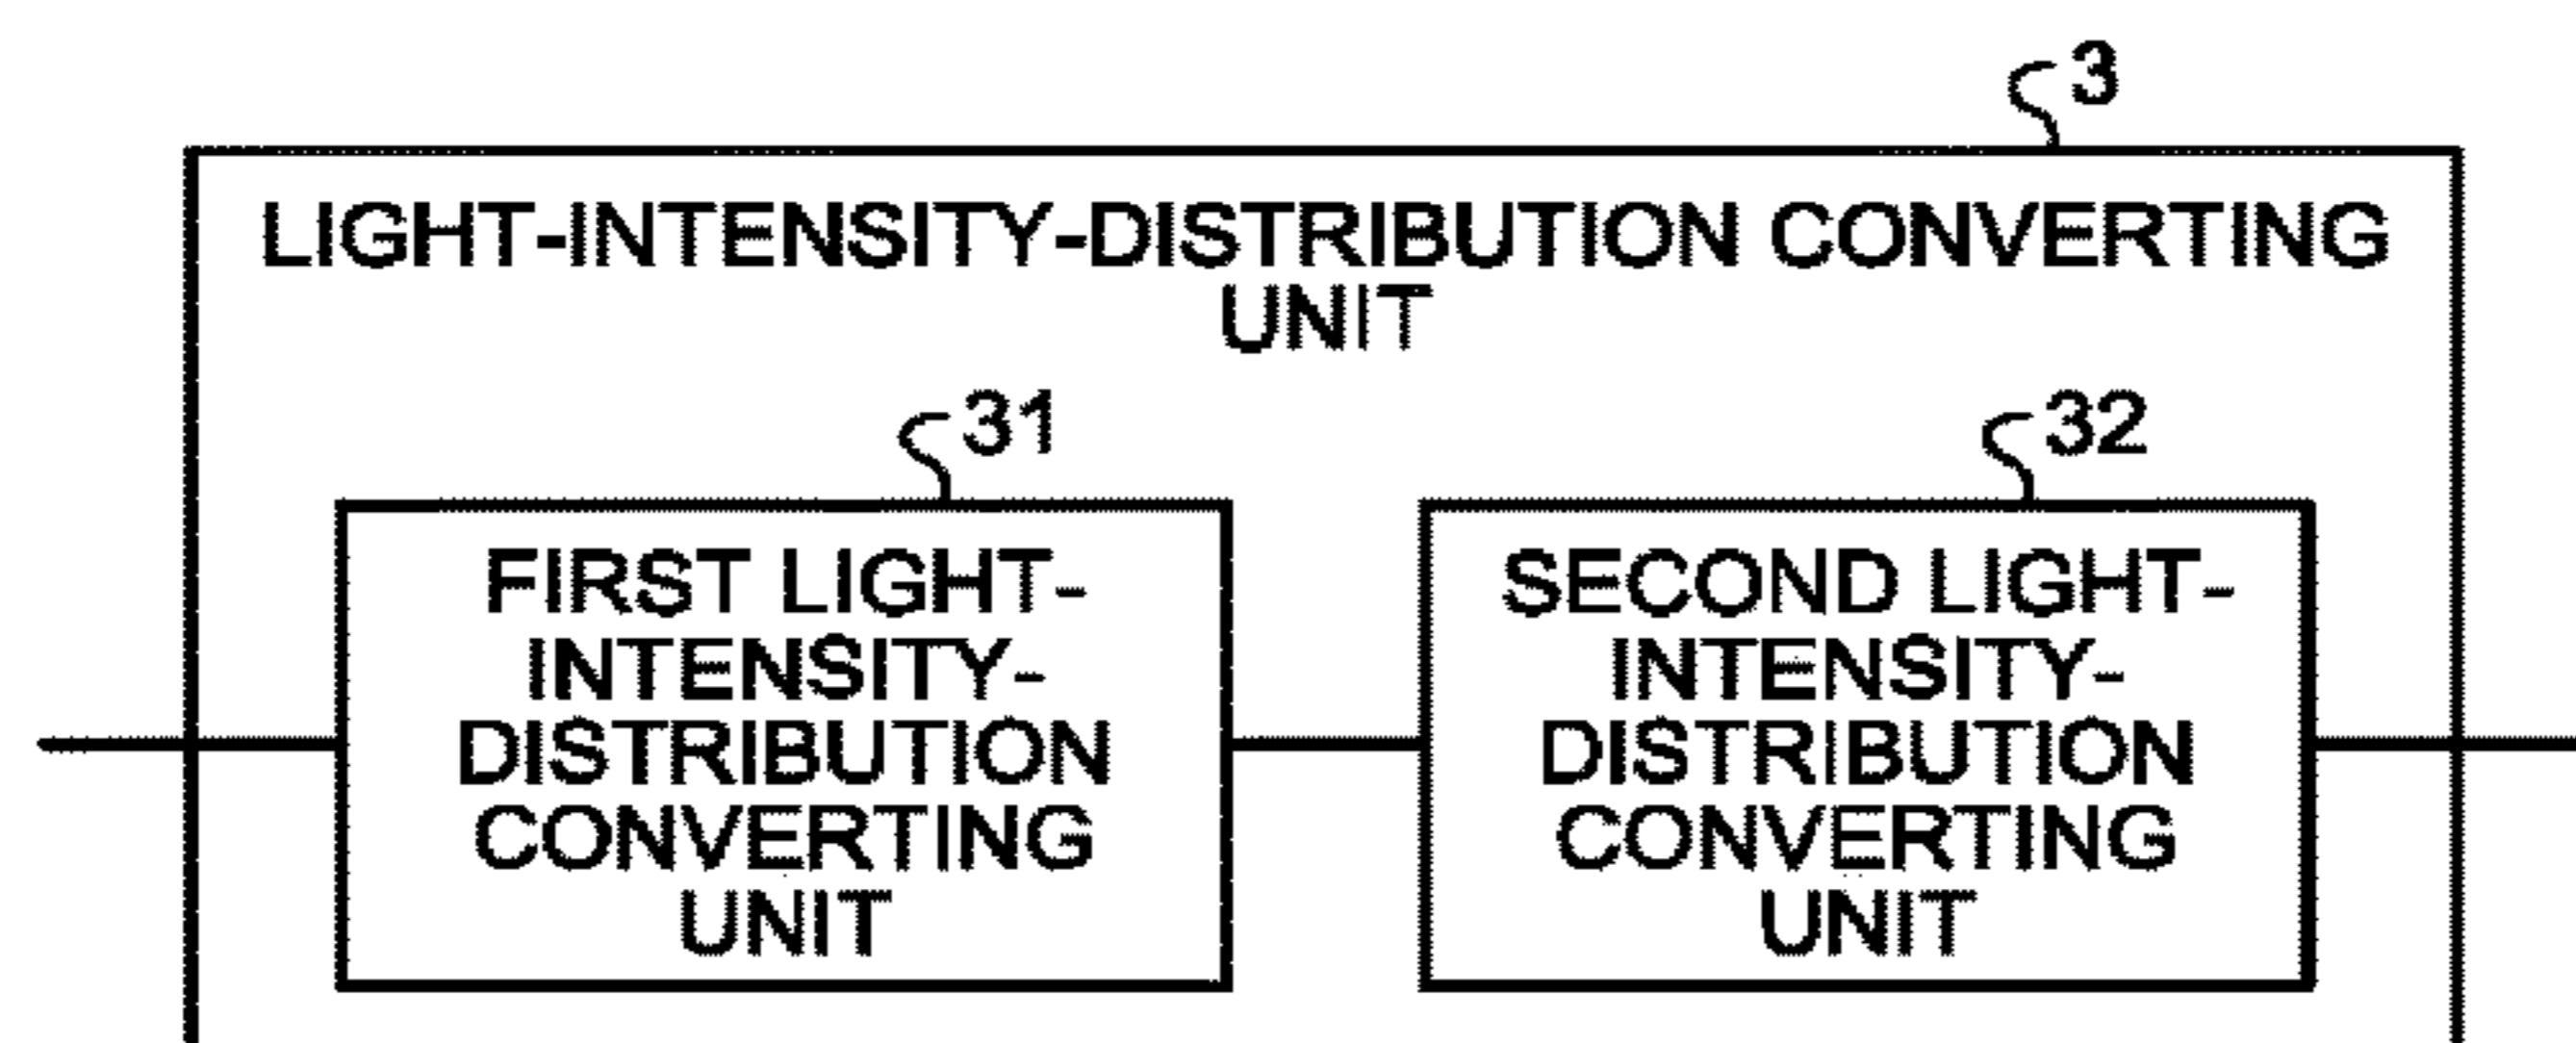 3
LIGHT-INTENSITY-DISTRIBUTION CONVERTING
UNIT
31
FIRST LIGHT-
INTENSITY-
DISTRIBUTION
CONVERTING
UNIT
32
SECOND LIGHT-
INTENSITY-
DISTRIBUTION
CONVERTING
UNIT